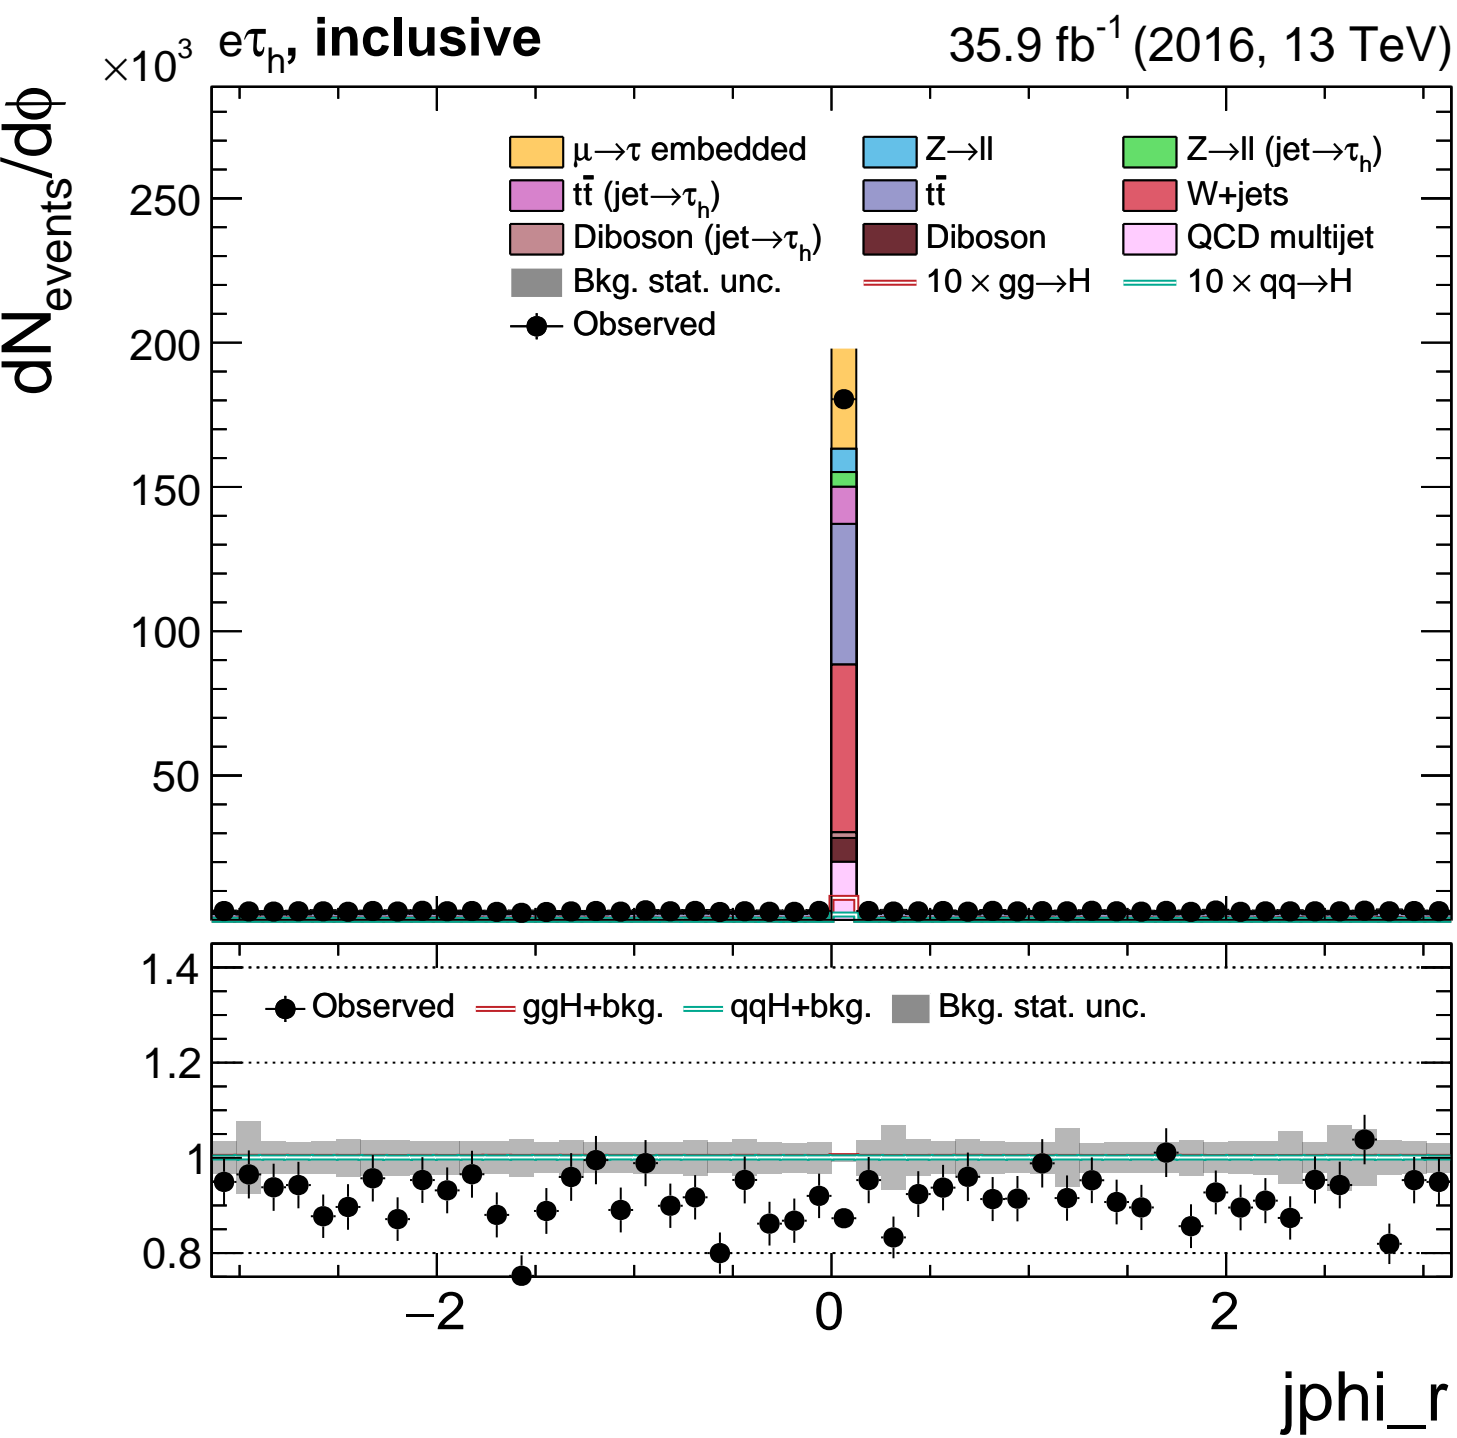 ×10³ eτₕ, inclusive 35.9 fb⁻¹ (2016, 13 TeV)
dN_events/dϕ
μ→τ embedded Z→ll Z→ll (jet→τₕ)
tt̄ (jet→τₕ) tt̄ W+jets
Diboson (jet→τₕ) Diboson QCD multijet
Bkg. stat. unc. 10 × gg→H 10 × qq→H
Observed
250
200
150
100
50
1.4
Observed ggH+bkg. qqH+bkg. Bkg. stat. unc.
1.2
1
0.8
−2 0 2
jphi_r